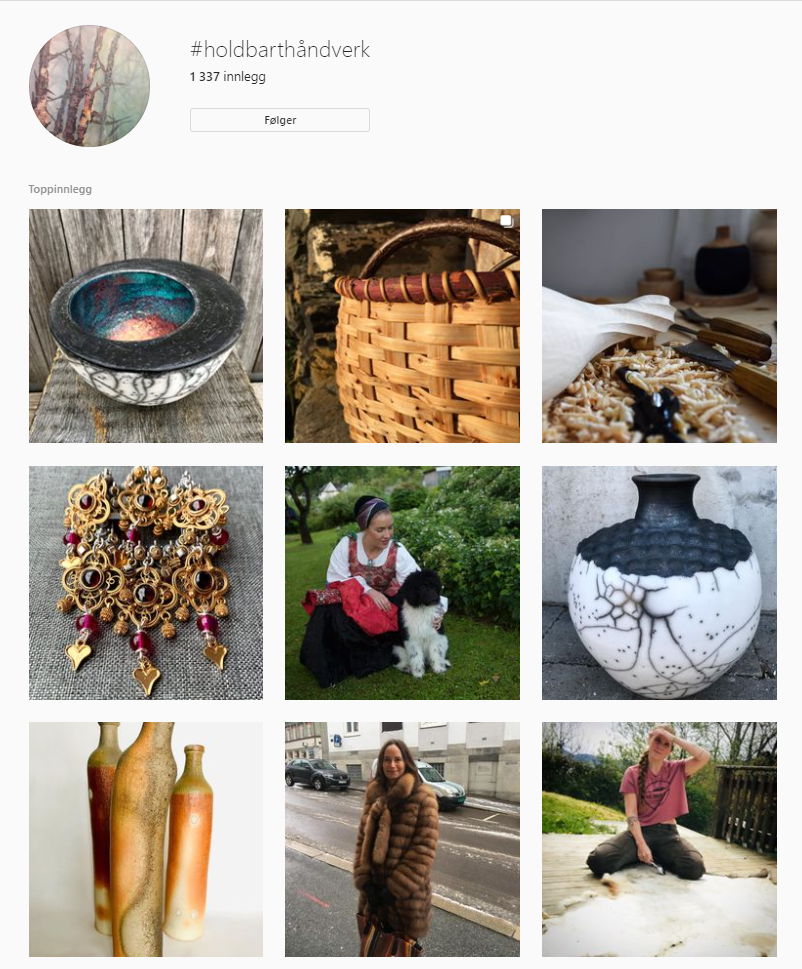 #holdbarthåndverk
1 337 innlegg
Følger
Toppinnlegg